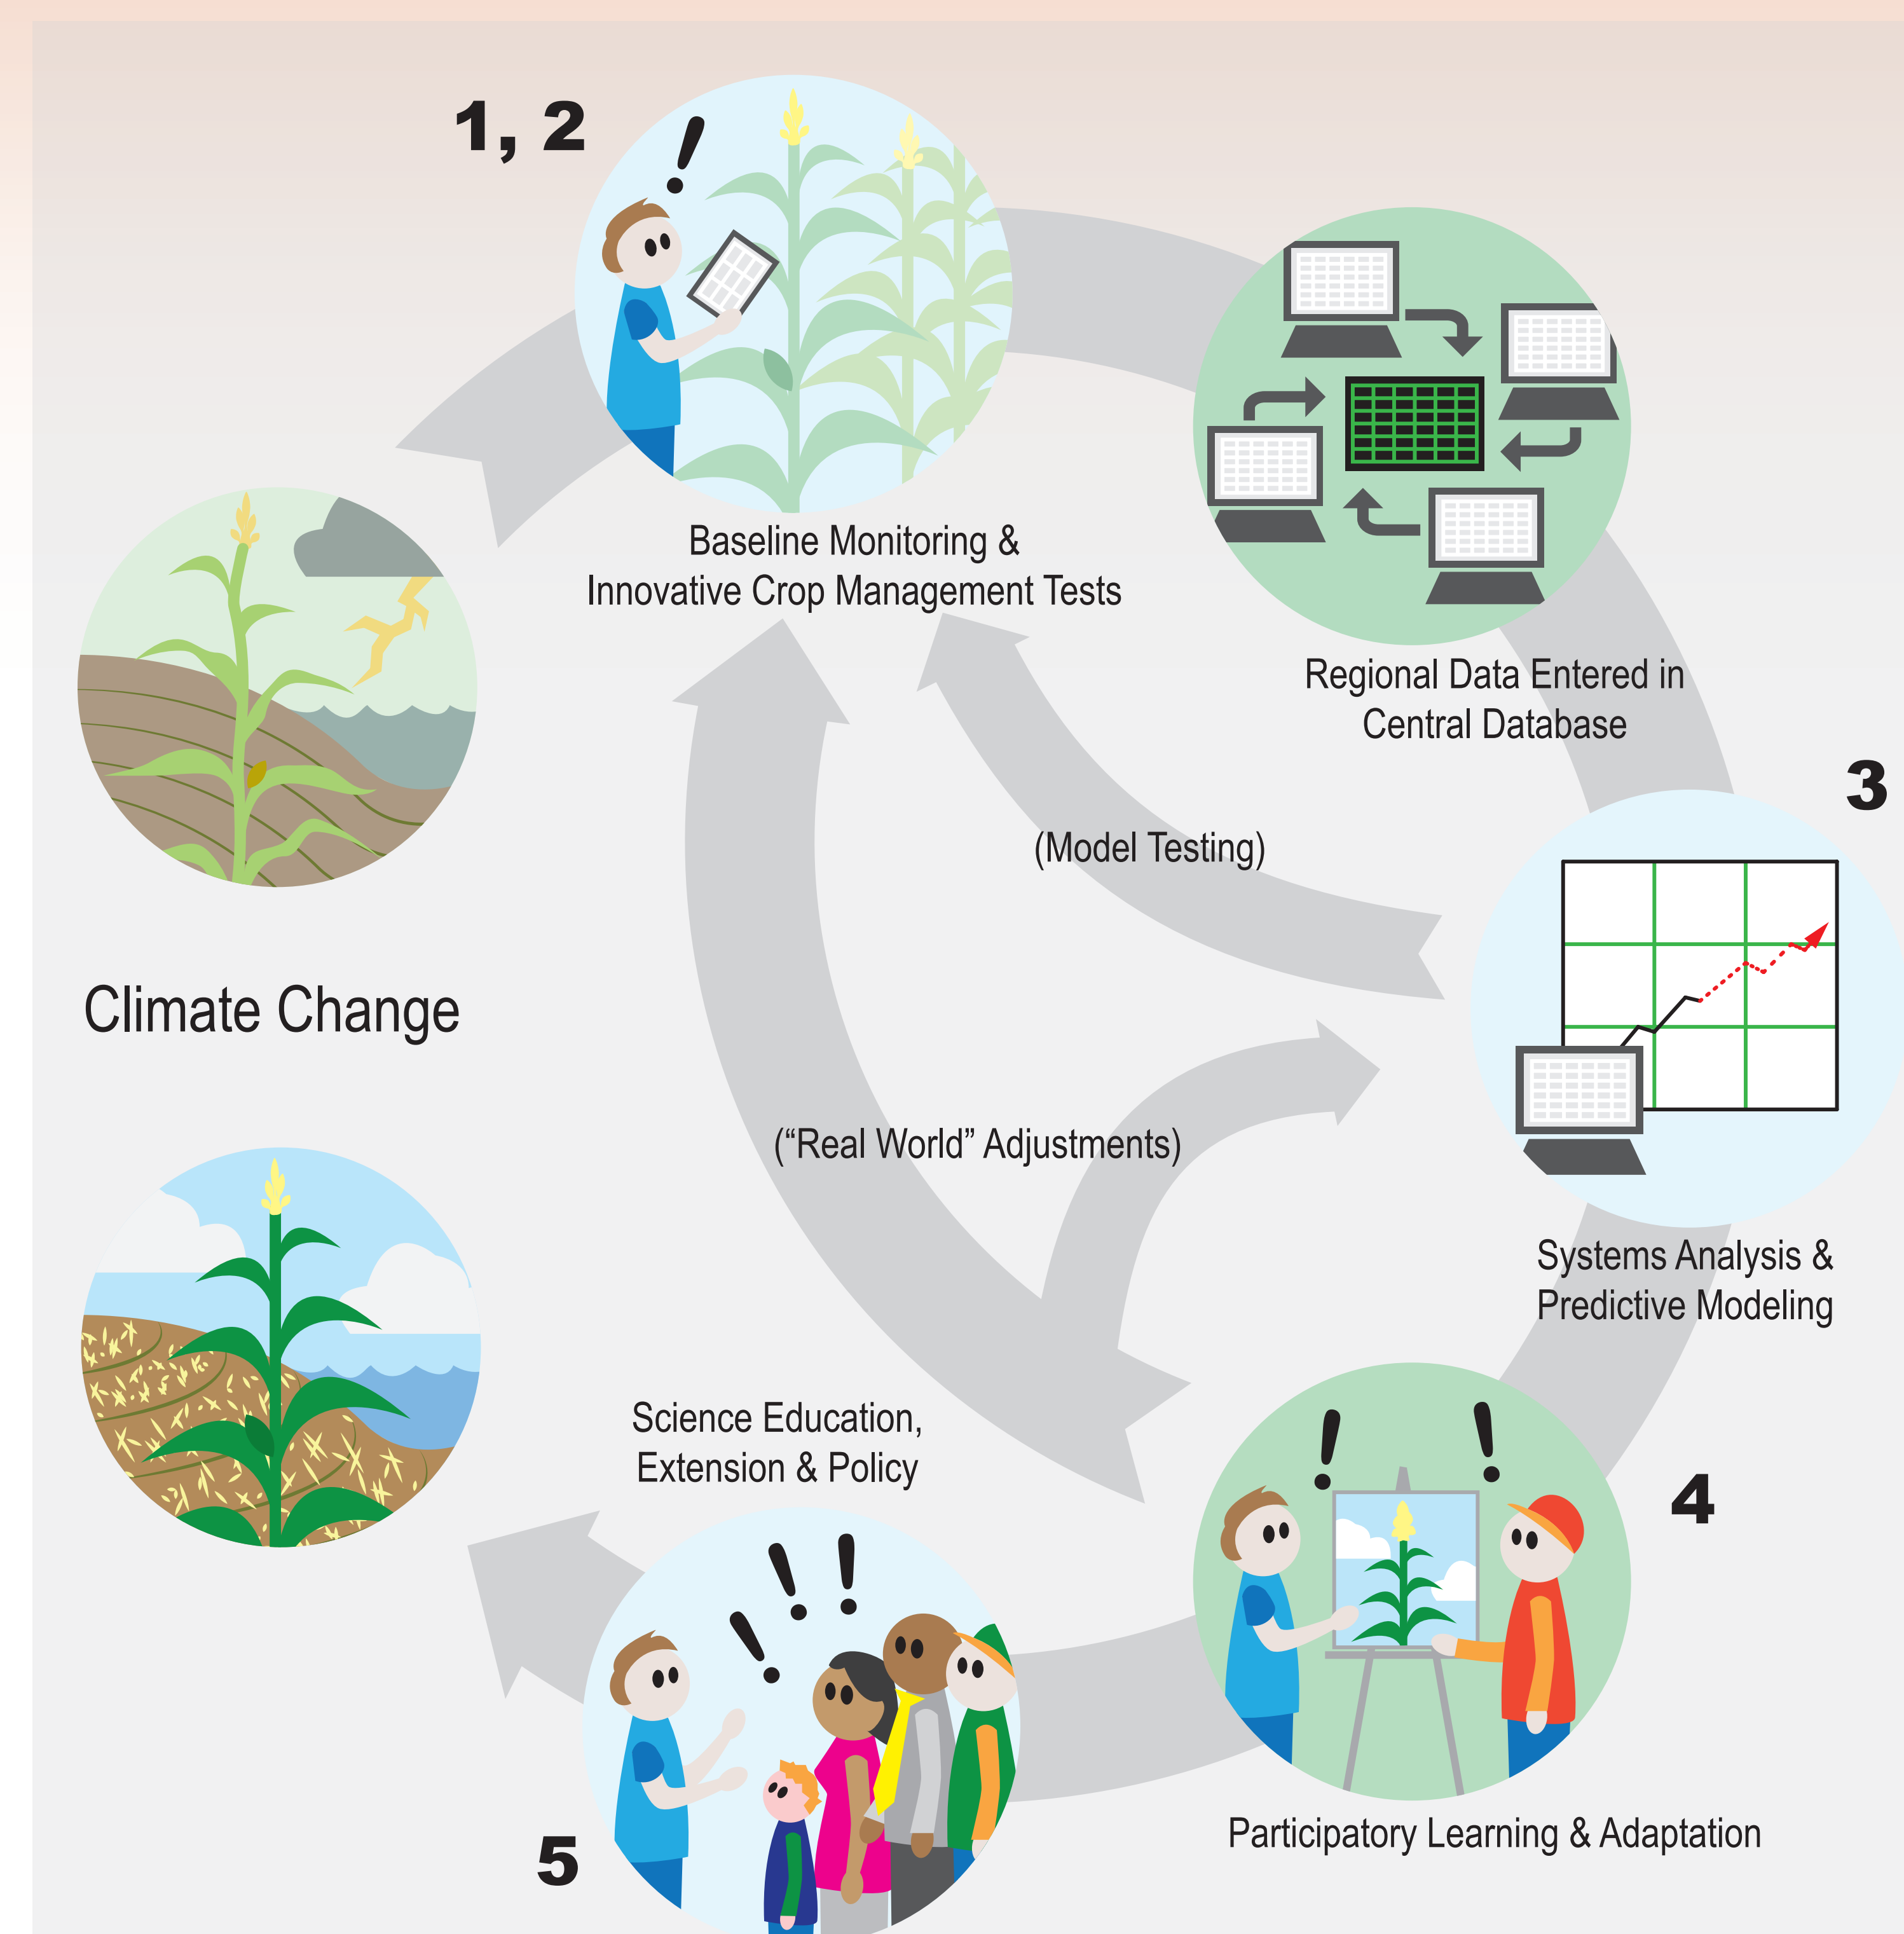 1, 2
Baseline Monitoring &
Innovative Crop Management Tests
Regional Data Entered in
Central Database
3
(Model Testing)
Climate Change
(“Real World” Adjustments)
Systems Analysis &
Predictive Modeling
Science Education,
Extension & Policy
4
Participatory Learning & Adaptation
5